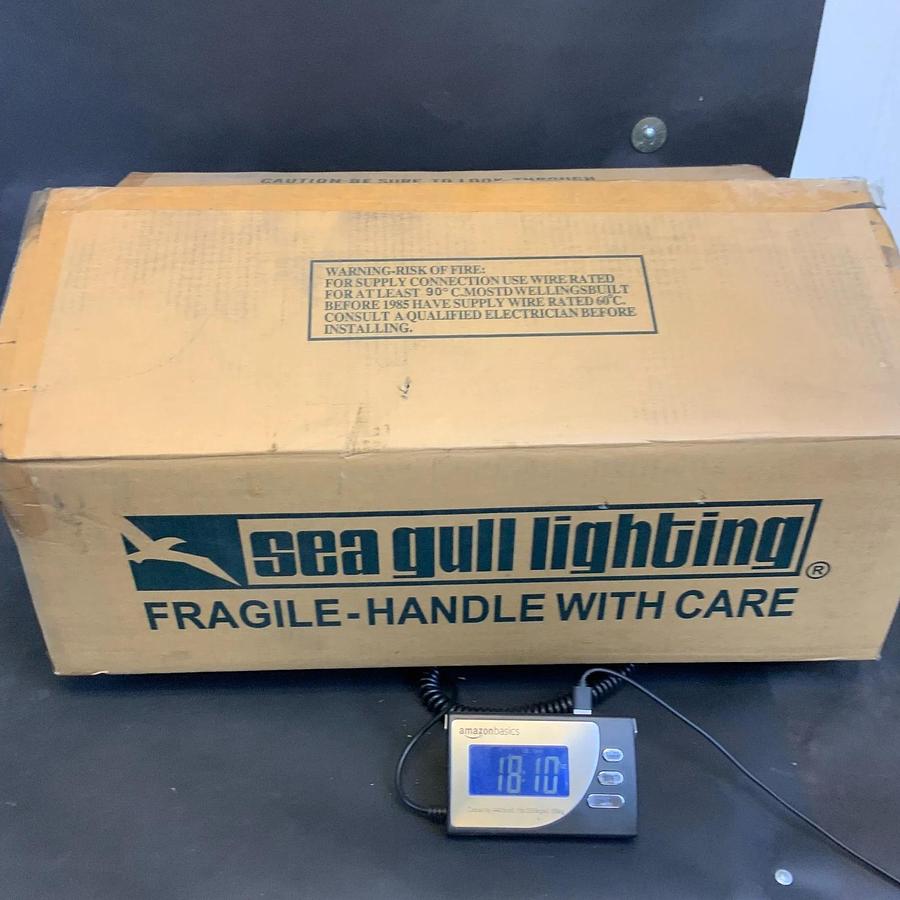 CAUTION-BE SURE TO LOOK THROUGH
WARNING-RISK OF FIRE:
FOR SUPPLY CONNECTION USE WIRE RATED
FOR AT LEAST 90° C.MOSTDWELLINGSBUILT
BEFORE 1985 HAVE SUPPLY WIRE RATED 60°C.
CONSULT A QUALIFIED ELECTRICIAN BEFORE
INSTALLING.
sea gull lighting®
FRAGILE-HANDLE WITH CARE
amazonbasics
18:10